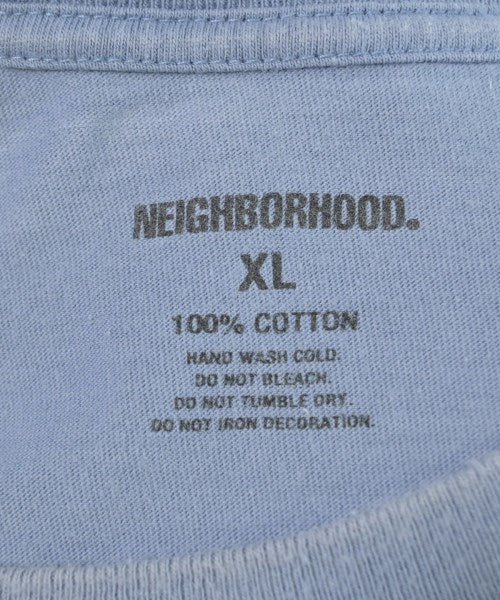 NEIGHBORHOOD®
XL
100% COTTON
HAND WASH COLD.
DO NOT BLEACH.
DO NOT TUMBLE DRY.
DO NOT IRON DECORATION.